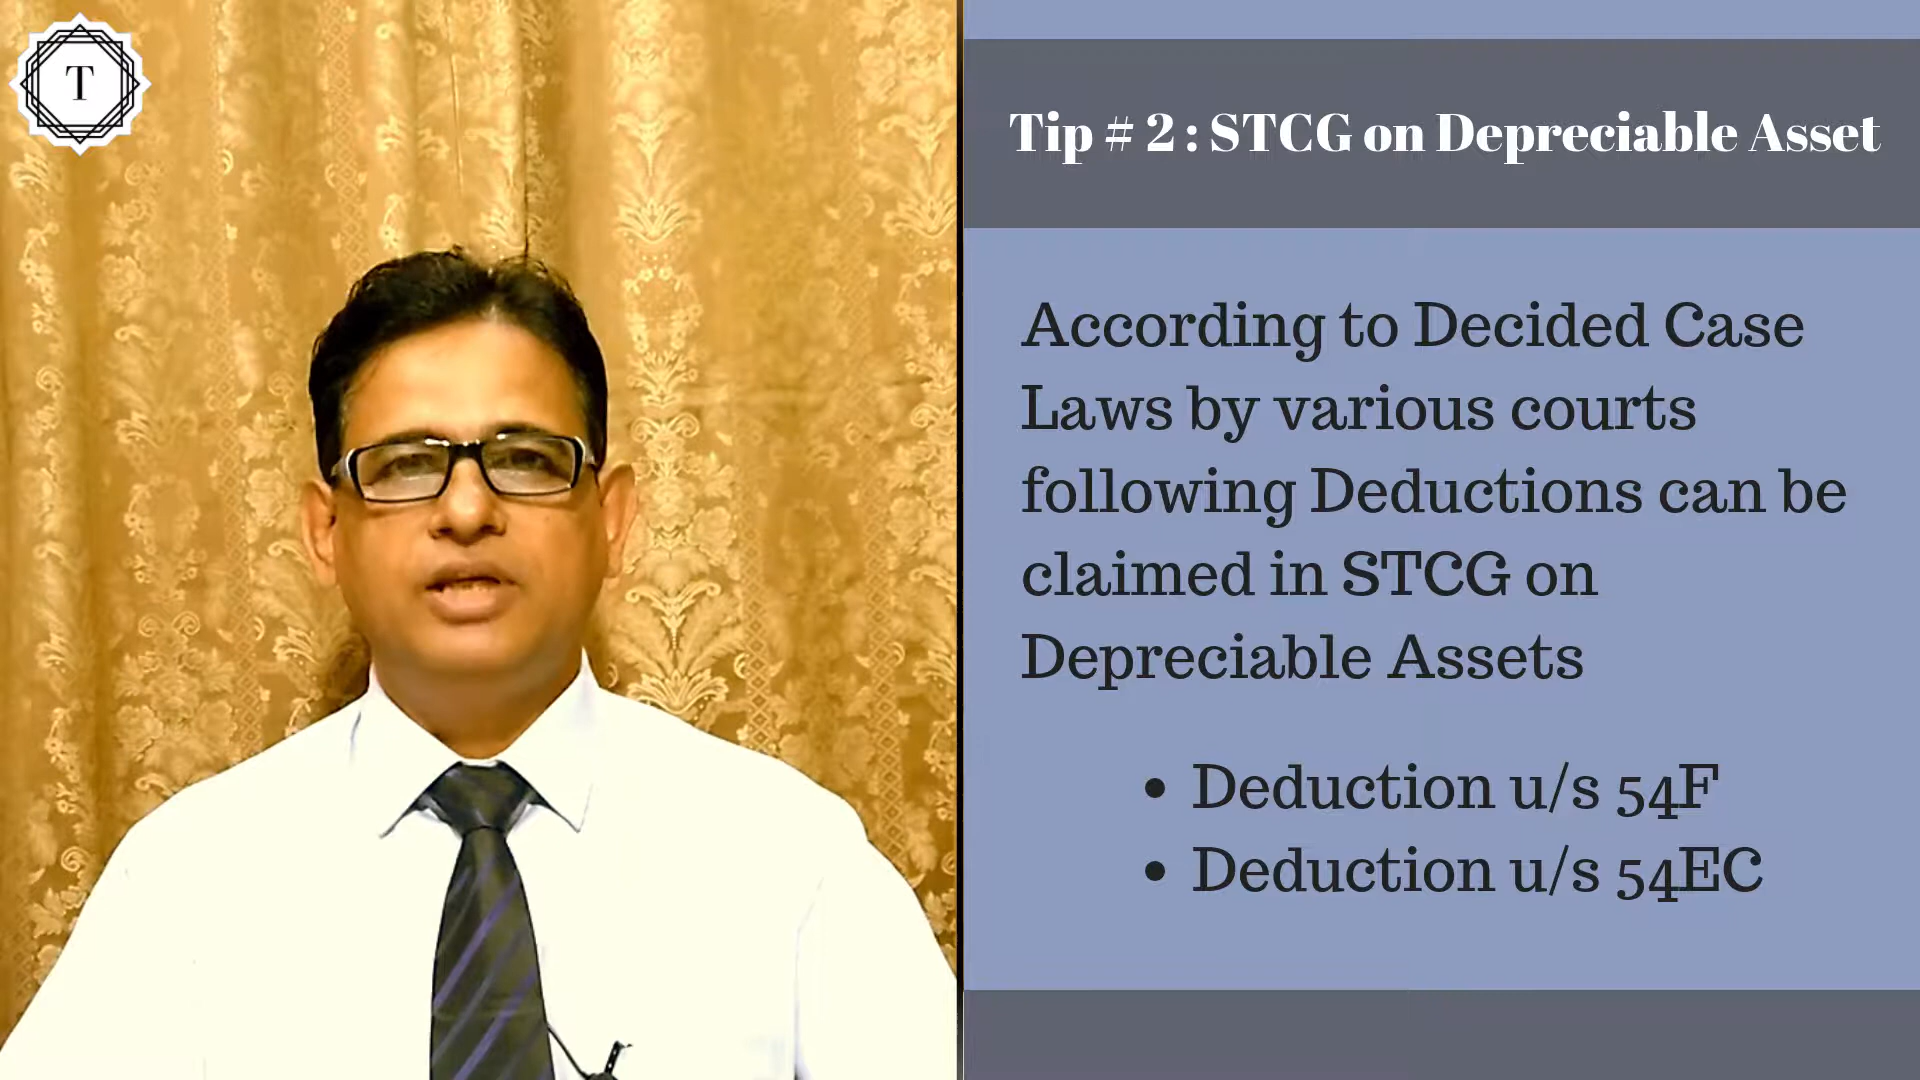 T
Tip # 2 : STCG on Depreciable Asset
According to Decided Case
Laws by various courts
following Deductions can be
claimed in STCG on
Depreciable Assets
• Deduction u/s 54F
• Deduction u/s 54EC